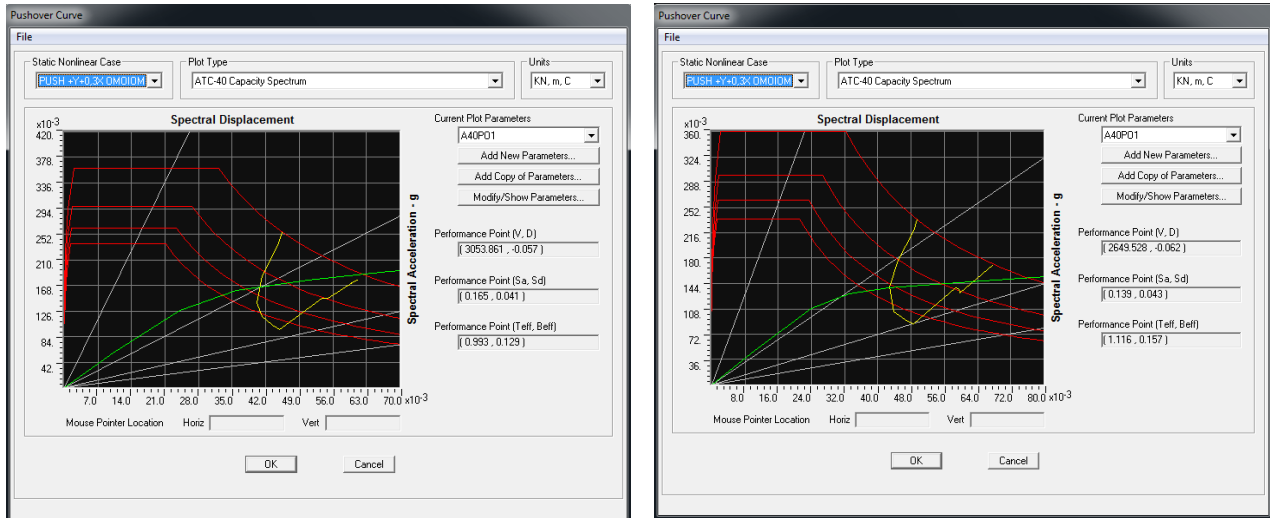 Pushover Curve
File
Static Nonlinear Case
PUSH +Y+0.3X OMOIOM
Plot Type
ATC-40 Capacity Spectrum
Units
KN, m, C
Spectral Displacement
x10-3
420.
378.
336.
294.
252.
210.
168.
126.
84.
42.
7.0 14.0 21.0 28.0 35.0 42.0 49.0 56.0 63.0 70.0 x10-3
Spectral Acceleration - g
Current Plot Parameters
A40PO1
Add New Parameters...
Add Copy of Parameters...
Modify/Show Parameters...
Performance Point (V, D)
( 3053.861 , -0.057 )
Performance Point (Sa, Sd)
( 0.165 , 0.041 )
Performance Point (Teff, Beff)
( 0.993 , 0.129 )
Mouse Pointer Location Horiz Vert
OK Cancel
Pushover Curve
File
Static Nonlinear Case
PUSH +Y+0.3X OMOIOM
Plot Type
ATC-40 Capacity Spectrum
Units
KN, m, C
Spectral Displacement
x10-3
360.
324.
288.
252.
216.
180.
144.
108.
72.
36.
8.0 16.0 24.0 32.0 40.0 48.0 56.0 64.0 72.0 80.0 x10-3
Spectral Acceleration - g
Current Plot Parameters
A40PO1
Add New Parameters...
Add Copy of Parameters...
Modify/Show Parameters...
Performance Point (V, D)
( 2649.528 , -0.062 )
Performance Point (Sa, Sd)
( 0.139 , 0.043 )
Performance Point (Teff, Beff)
( 1.116 , 0.157 )
Mouse Pointer Location Horiz Vert
OK Cancel